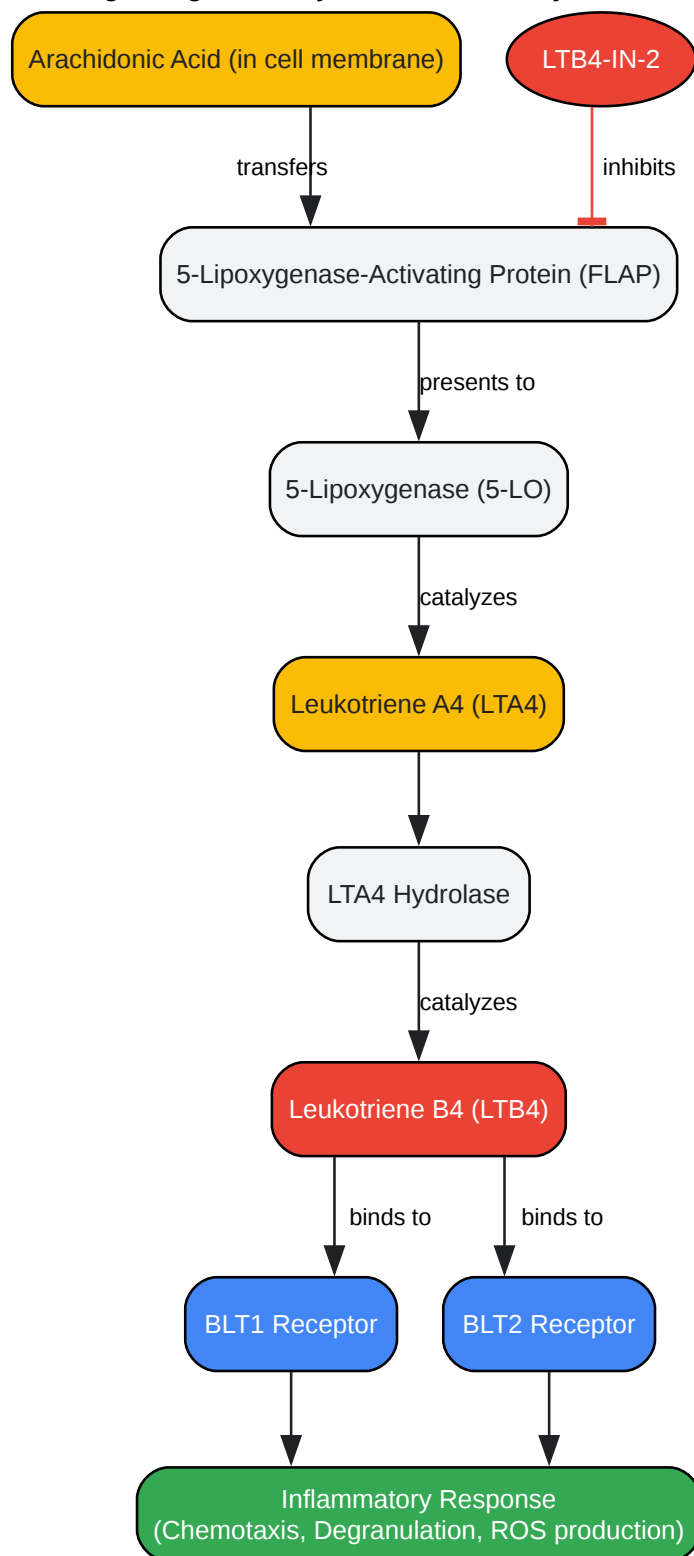 Arachidonic Acid (in cell membrane)
LTB4-IN-2
transfers
inhibits
5-Lipoxygenase-Activating Protein (FLAP)
presents to
5-Lipoxygenase (5-LO)
catalyzes
Leukotriene A4 (LTA4)
LTA4 Hydrolase
catalyzes
Leukotriene B4 (LTB4)
binds to
binds to
BLT1 Receptor
BLT2 Receptor
Inflammatory Response
(Chemotaxis, Degranulation, ROS production)